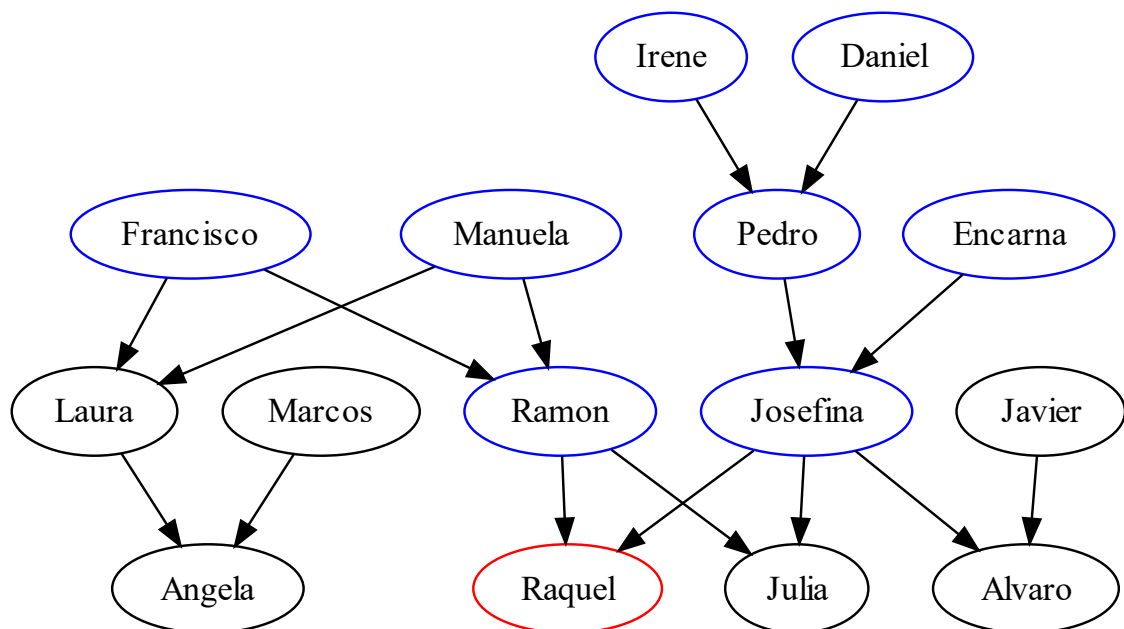 Irene
Daniel
Francisco
Manuela
Pedro
Encarna
Laura
Marcos
Ramon
Josefina
Javier
Angela
Raquel
Julia
Alvaro